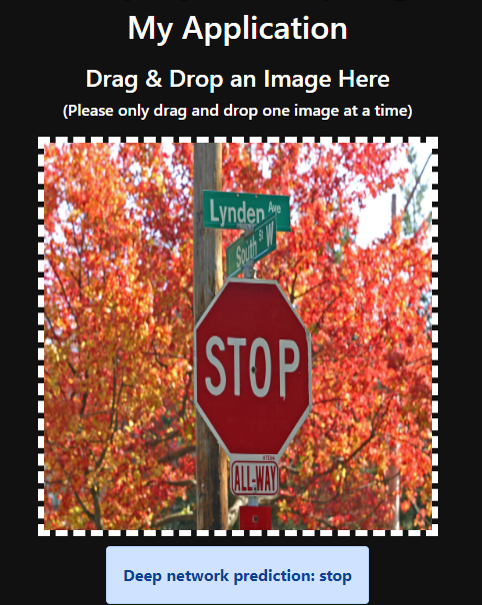 My Application
Drag & Drop an Image Here
(Please only drag and drop one image at a time)
Lynden Ave
South St W
STOP
ALL-WAY
Deep network prediction: stop